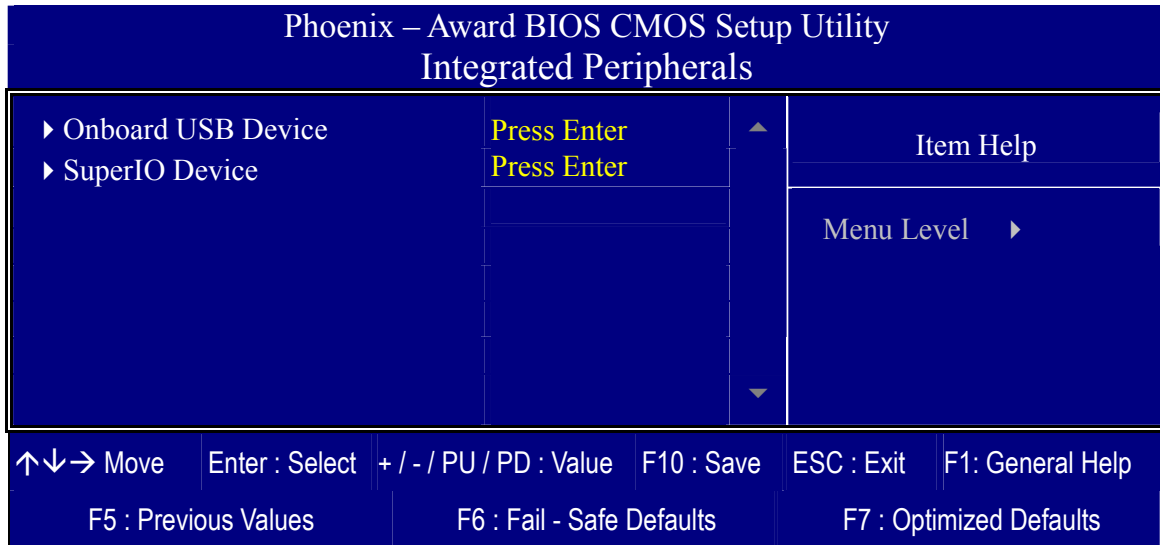 Phoenix – Award BIOS CMOS Setup Utility
Integrated Peripherals
Onboard USB Device Press Enter
SuperIO Device Press Enter
Item Help
Menu Level
↑↓→ Move Enter : Select + / - / PU / PD : Value F10 : Save ESC : Exit F1: General Help
F5 : Previous Values F6 : Fail - Safe Defaults F7 : Optimized Defaults